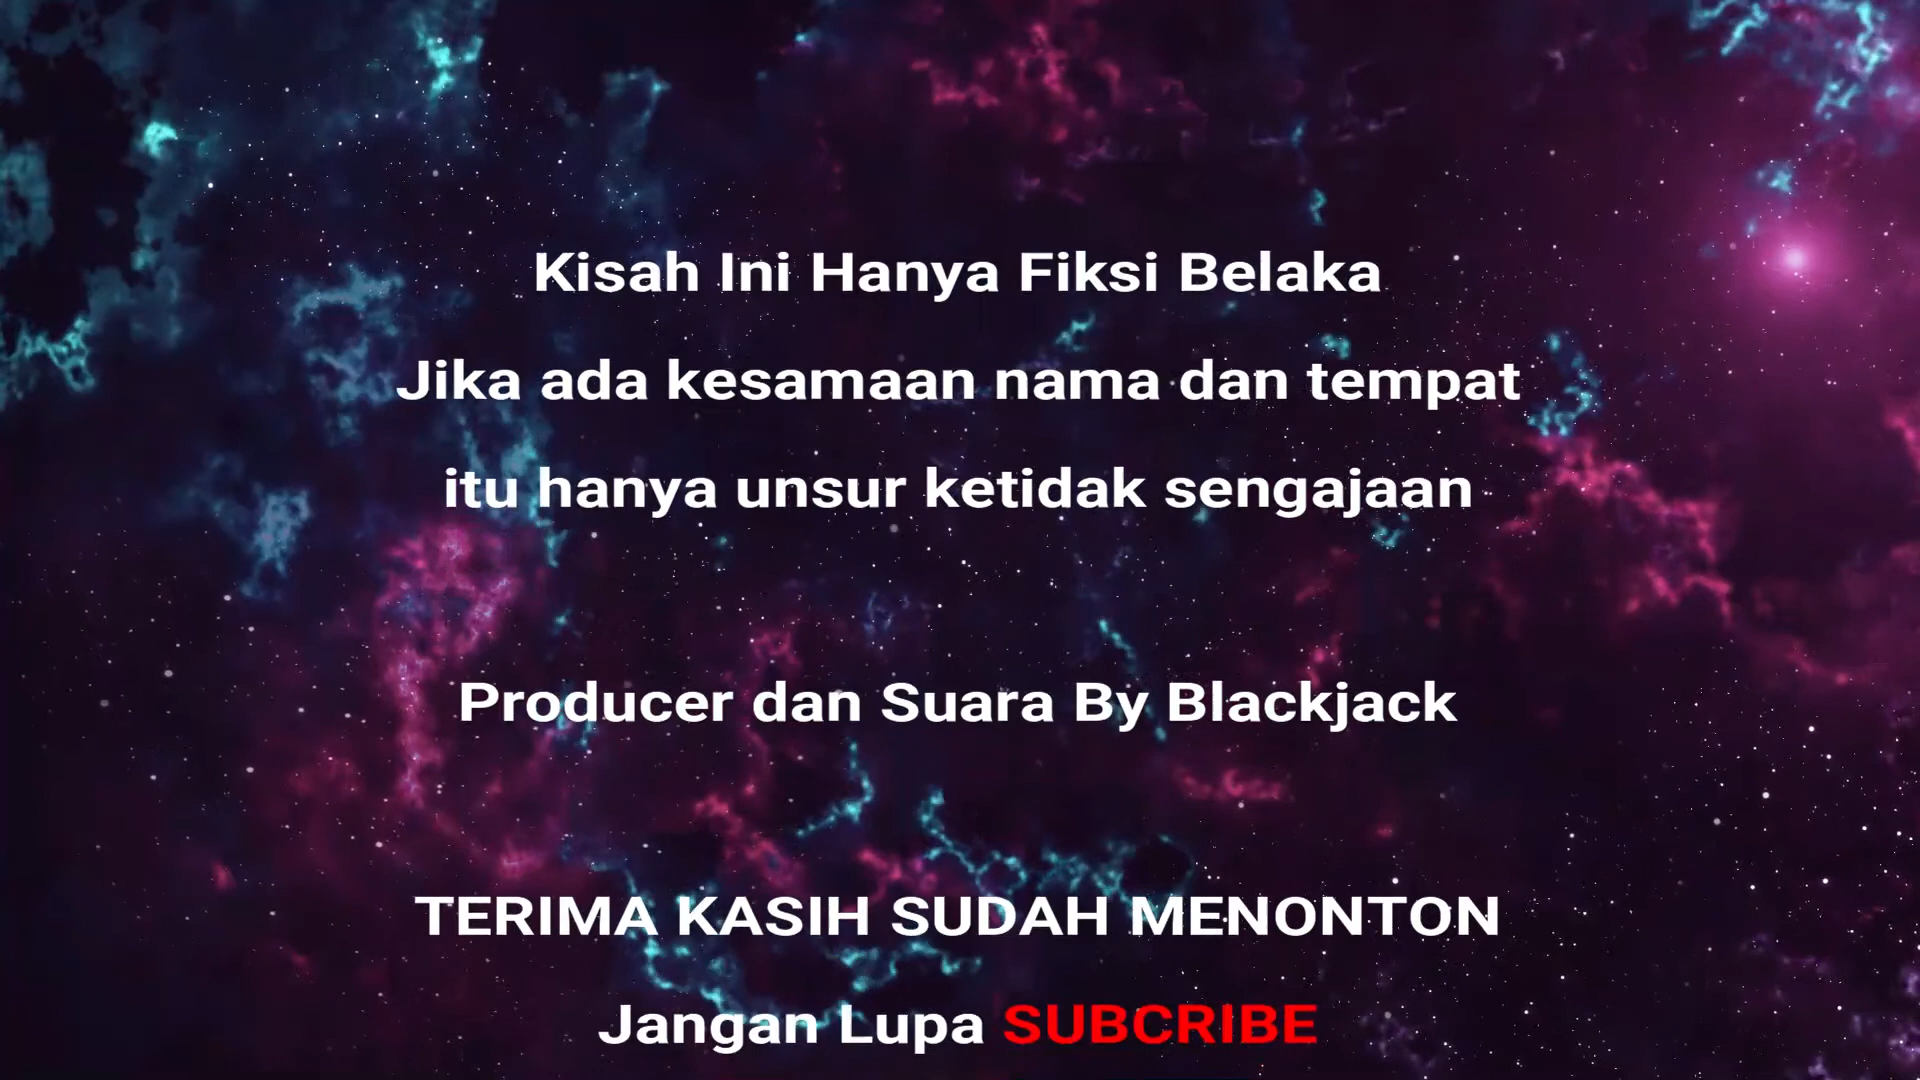 Kisah Ini Hanya Fiksi Belaka
Jika ada kesamaan nama dan tempat
itu hanya unsur ketidak sengajaan
Producer dan Suara By Blackjack
TERIMA KASIH SUDAH MENONTON
Jangan Lupa SUBCRIBE